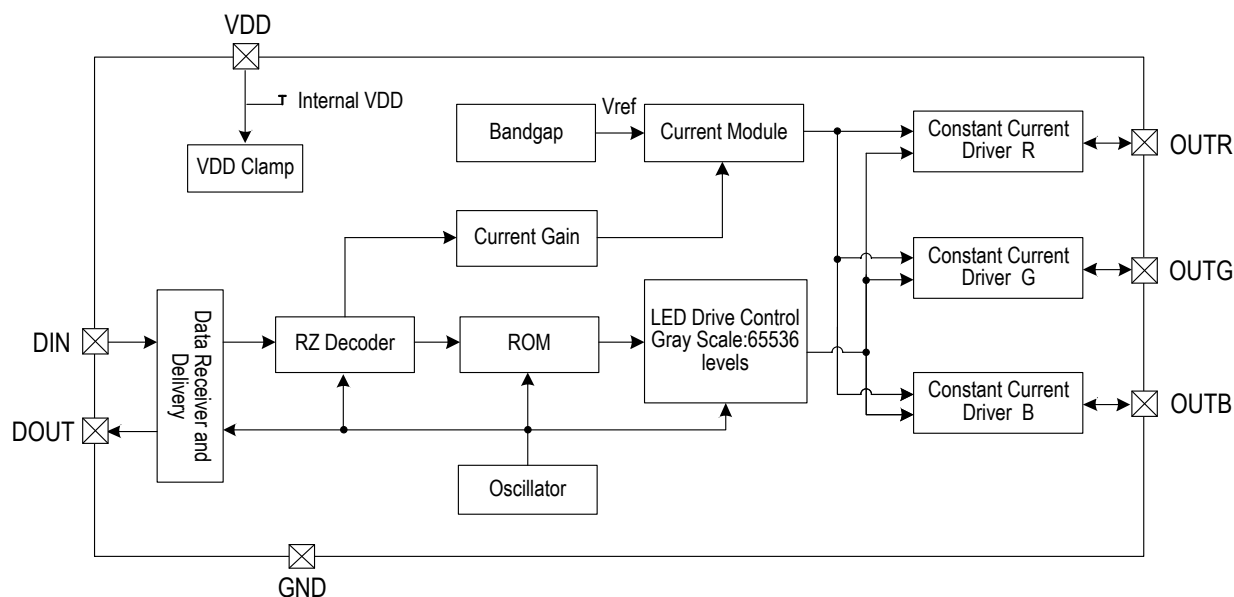 VDD
Internal VDD
VDD Clamp
Bandgap
Vref
Current Module
Constant Current
Driver R
OUTR
Current Gain
Constant Current
Driver G
OUTG
DIN
Data Receiver and
Delivery
RZ Decoder
ROM
LED Drive Control
Gray Scale:65536
levels
Constant Current
Driver B
OUTB
DOUT
Oscillator
GND